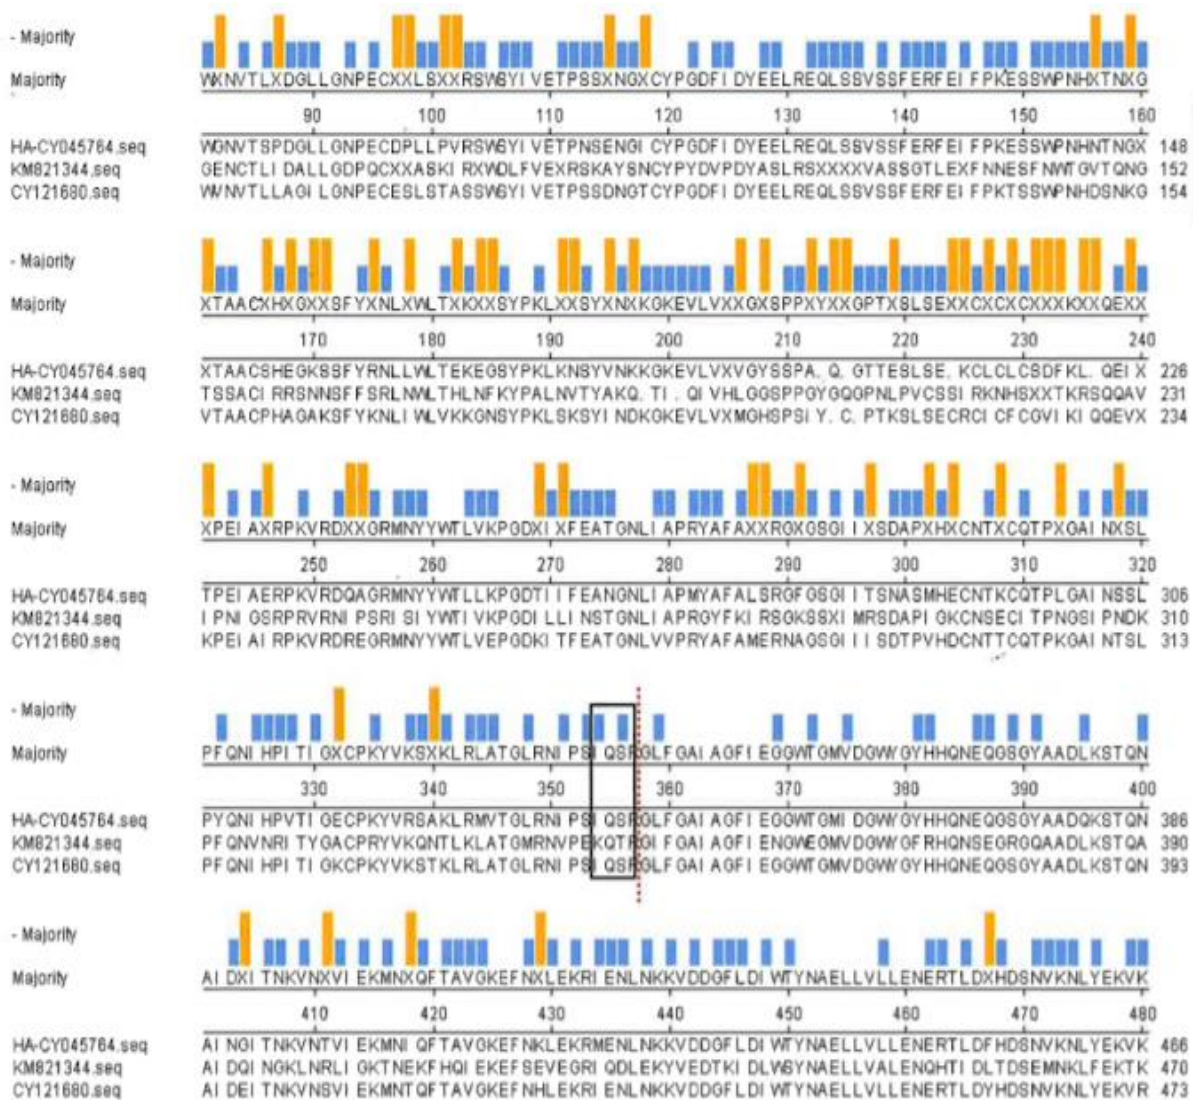 - Majority
Majority WXNVTLXDGLLGNPECXXLSXXRSWSYIVETPSSXNGXCYPGDFIDYEELREQLSSVSSFERFEIFPKESSWPNHXTNXG
90 100 110 120 130 140 150 160
HA-CY045764.seq WGNVTSPDGLLGNPECDPLLPVRSWSYIVETPNSENGICYPGDFIDYEELREQLSSVSSFERFEIFPKESSWPNHNTNGX 148
KM821344.seq GENCTLIDALLGDPQCXXASKIRXWDLFVEXRSKAYSNCYPYDVPDYASLRSXXXXVASSGTLEXFNNESFNWTGVTQNG 152
CY121680.seq WVNVTLLAGILGNPECESLSTASSWSYIVETPSSDNGTCYPGDFIDYEELREQLSSVSSFERFEIFPKTSSWPNHDSNKG 154
- Majority
Majority XTAACXHXGXXSFYXNLXWLTXKXXSYPKLXXSYXNXKGKEVLVXXGXSPPXYXXGPTXSLSEXXCXCXCXXXKXXQEXX
170 180 190 200 210 220 230 240
HA-CY045764.seq XTAACSHEGKSSFYRNLLWLTEKEGSYPKLKNSYVNKKGKEVLVXVGYSSPA.Q.GTTESLSE.KCLCLCSDFKL.QEIX 226
KM821344.seq TSSACIRRSNNSFFSRLNWLTHLNFKYPALNVTYAKQ.TI.QIVHLGGSPPGYGQGPNLPVCSSIRKNHSXXTKRSQQAV 231
CY121680.seq VTAACPHAGAKSFYKNLIWLVKKGNSYPKLSKSYINDKGKEVLVXMGHSPSIY.C.PTKSLSECRCICFCGVIKIQQEVX 234
- Majority
Majority XPEIAXRPKVRDXXGRMNYYWTLVKPGDXIXFEATGNLIAPRYAFAXXRGXGSGIIXSDAPXHXCNTXCQTPXGAINXSL
250 260 270 280 290 300 310 320
HA-CY045764.seq TPEIAERPKVRDQAGRMNYYWTLLKPGDTIIFEANGNLIAPMYAFALSRGFGSGIITSNASMHECNTKCQTPLGAINSSL 306
KM821344.seq IPNIGSRPRVRNIPSRISIYWTIVKPGDILLINSTGNLIAPRGYFKIRSGKSSXIMRSDAPIGKCNSECITPNGSIPNDK 310
CY121680.seq KPEIAIRPKVRDREGRMNYYWTLVEPGDKITFEATGNLVVPRYAFAMERNAGSGIIISDTPVHDCNTTCQTPKGAINTSL 313
- Majority
Majority PFQNIHPITIGXCPKYVKSXKLRLATGLRNIPSIQSRGLFGAIAGFIEGGWTGMVDGWYGYHHQNEQGSGYAADLKSTQN
330 340 350 360 370 380 390 400
HA-CY045764.seq PYQNIHPVTIGECPKYVRSAKLRMVTGLRNIPSIQSRGLFGAIAGFIEGGWTGMIDGWYGYHHQNEQGSGYAADQKSTQN 386
KM821344.seq PFQNVNRITYGACPRYVKQNTLKLATGMRNVPEKQTRGIFGAIAGFIENGWEGMVDGWYGFRHQNSEGRGQAADLKSTQA 390
CY121680.seq PFQNIHPITIGKCPKYVKSTKLRLATGLRNIPSIQSRGLFGAIAGFIEGGWTGMVDGWYGYHHQNEQGSGYAADLKSTQN 393
- Majority
Majority AIDXITNKVNXVIEKMNXQFTAVGKEFNXLEKRIENLNKKVDDGFLDIWTYNAELLVLLENERTLDXHDSNVKNLYEKVK
410 420 430 440 450 460 470 480
HA-CY045764.seq AINGITNKVNTVIEKMNIQFTAVGKEFNKLEKRMENLNKKVDDGFLDIWTYNAELLVLLENERTLDFHDSNVKNLYEKVK 466
KM821344.seq AIDQINGKLNRLIGKTNEKFHQIEKEFSEVEGRIQDLEKYVEDTKIDLWSYNAELLVALENQHTIDLTDSEMNKLFEKTK 470
CY121680.seq AIDEITNKVNSVIEKMNTQFTAVGKEFNHLEKRIENLNKKVDDGFLDIWTYNAELLVLLENERTLDYHDSNVKNLYEKVR 473